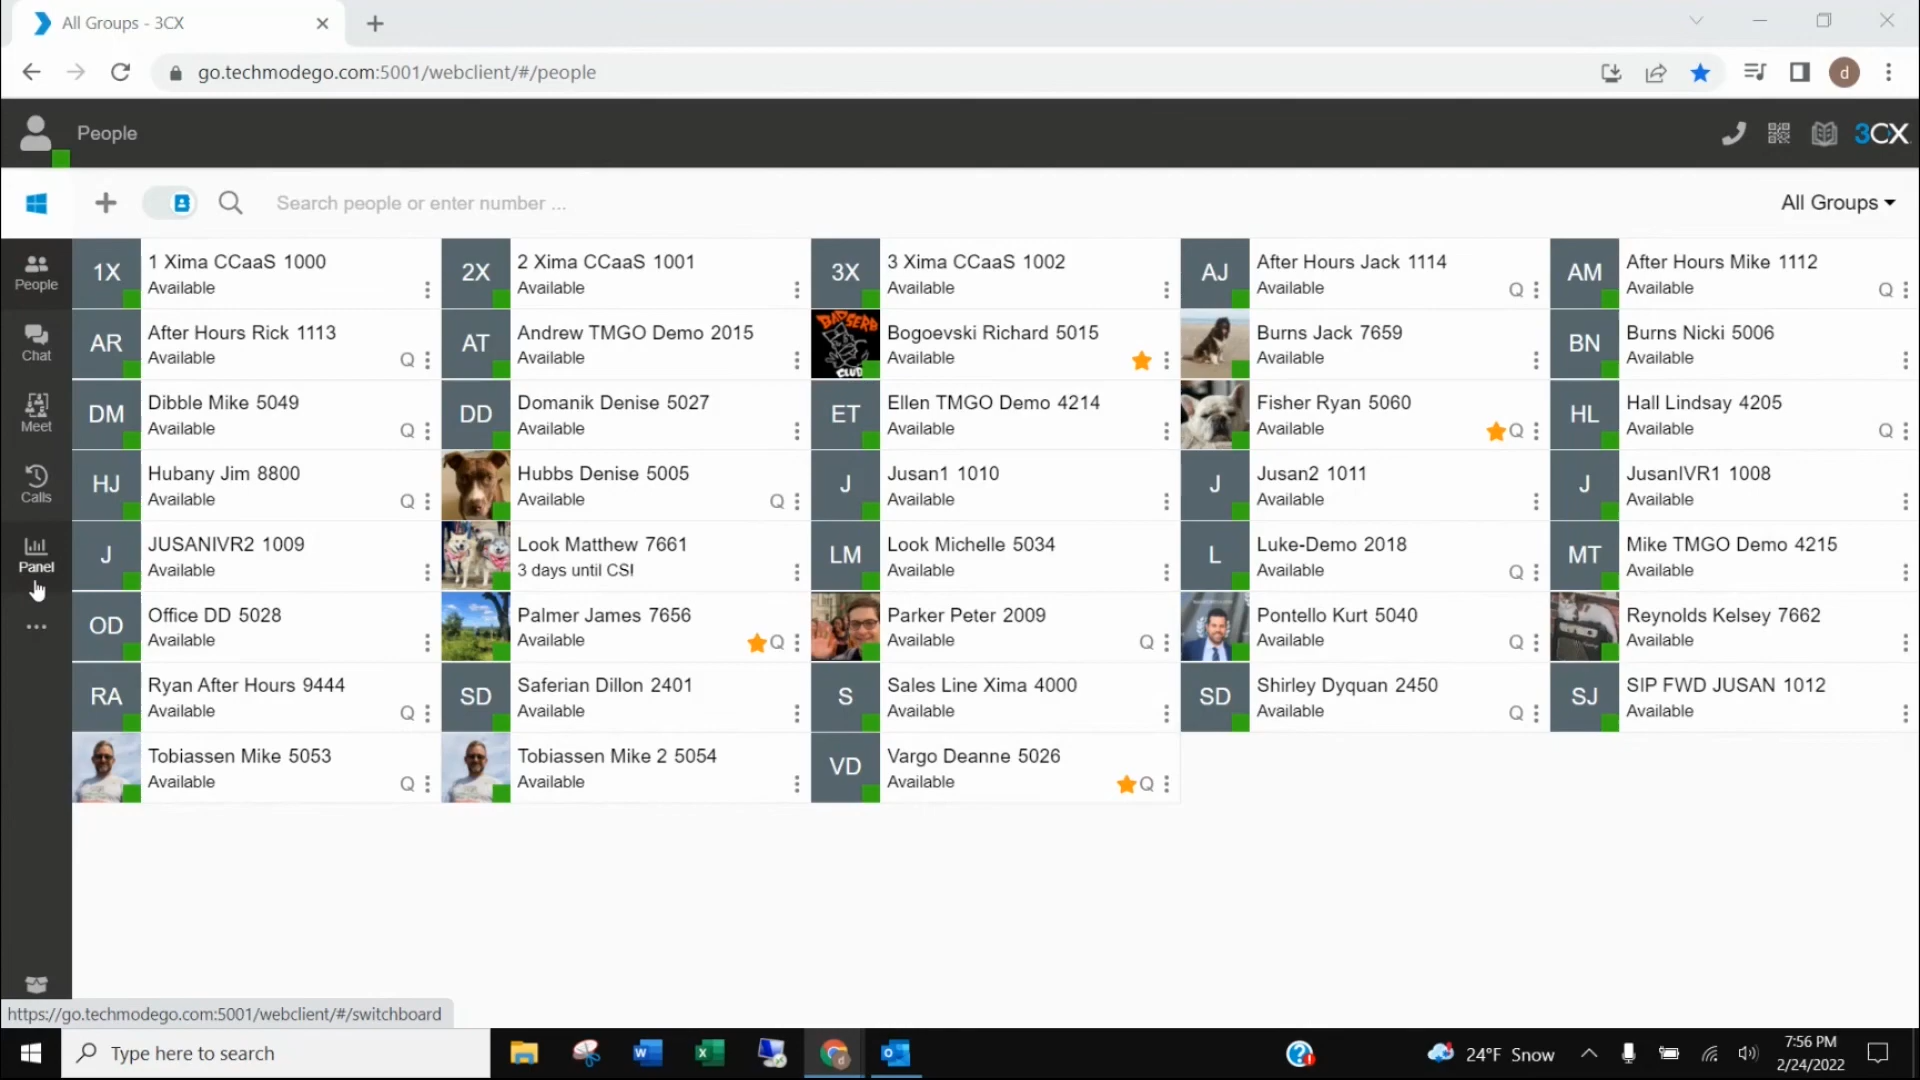 All Groups - 3CX
go.techmodego.com:5001/webclient/#/people
d
People
3CX
Search people or enter number ...
All Groups
People
Chat
Meet
Calls
Panel
1X
1 Xima CCaaS 1000
Available
2X
2 Xima CCaaS 1001
Available
3X
3 Xima CCaaS 1002
Available
AJ
After Hours Jack 1114
Available
Q
AM
After Hours Mike 1112
Available
Q
AR
After Hours Rick 1113
Available
Q
AT
Andrew TMGO Demo 2015
Available
CLUB
Bogoevski Richard 5015
Available
Burns Jack 7659
Available
BN
Burns Nicki 5006
Available
DM
Dibble Mike 5049
Available
Q
DD
Domanik Denise 5027
Available
ET
Ellen TMGO Demo 4214
Available
Fisher Ryan 5060
Available
Q
HL
Hall Lindsay 4205
Available
Q
HJ
Hubany Jim 8800
Available
Q
Hubbs Denise 5005
Available
Q
J
Jusan1 1010
Available
J
Jusan2 1011
Available
J
JusanIVR1 1008
Available
J
JUSANIVR2 1009
Available
Look Matthew 7661
3 days until CS!
LM
Look Michelle 5034
Available
L
Luke-Demo 2018
Available
Q
MT
Mike TMGO Demo 4215
Available
OD
Office DD 5028
Available
Palmer James 7656
Available
Q
Parker Peter 2009
Available
Q
Pontello Kurt 5040
Available
Q
Reynolds Kelsey 7662
Available
RA
Ryan After Hours 9444
Available
Q
SD
Saferian Dillon 2401
Available
S
Sales Line Xima 4000
Available
SD
Shirley Dyquan 2450
Available
Q
SJ
SIP FWD JUSAN 1012
Available
Tobiassen Mike 5053
Available
Q
Tobiassen Mike 2 5054
Available
VD
Vargo Deanne 5026
Available
Q
https://go.techmodego.com:5001/webclient/#/switchboard
Type here to search
24°F Snow
7:56 PM
2/24/2022